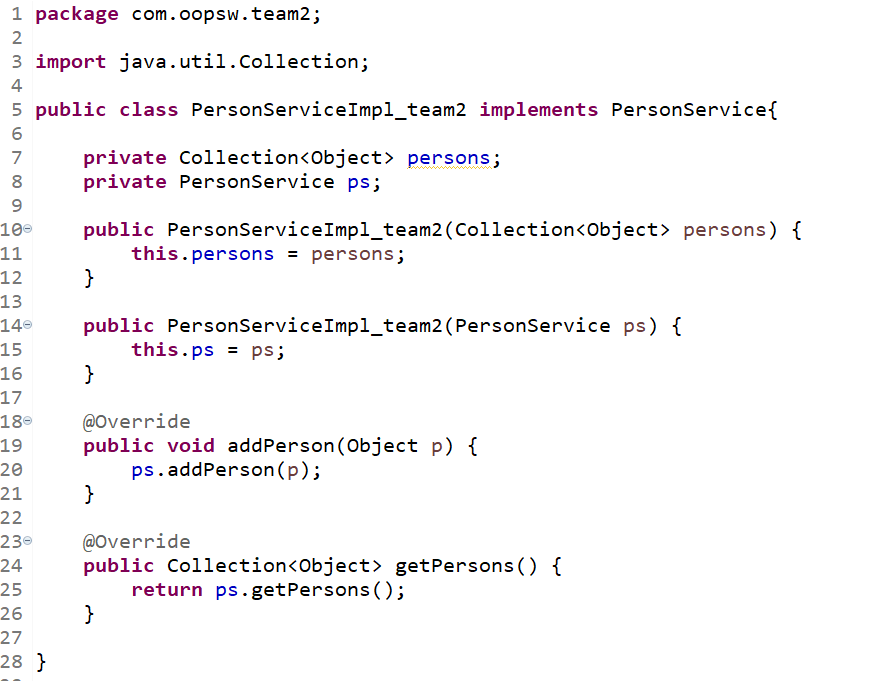 1 package com.oopsw.team2;
2
3 import java.util.Collection;
4
5 public class PersonServiceImpl_team2 implements PersonService{
6
7     private Collection<Object> persons;
8     private PersonService ps;
9
10     public PersonServiceImpl_team2(Collection<Object> persons) {
11         this.persons = persons;
12     }
13
14     public PersonServiceImpl_team2(PersonService ps) {
15         this.ps = ps;
16     }
17
18     @Override
19     public void addPerson(Object p) {
20         ps.addPerson(p);
21     }
22
23     @Override
24     public Collection<Object> getPersons() {
25         return ps.getPersons();
26     }
27
28 }